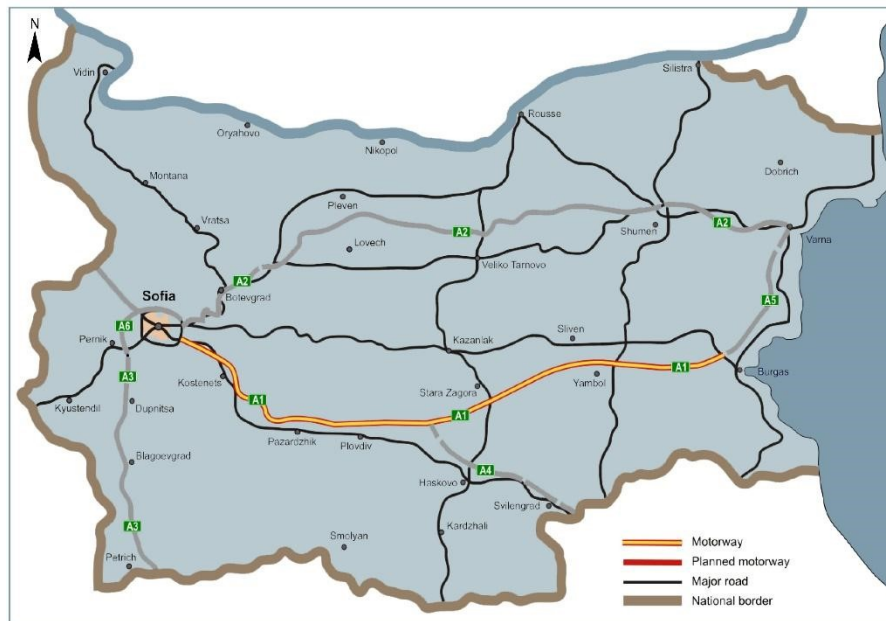 N
Vidin
Silistra
Rousse
Oryahovo
Nikopol
Dobrich
Montana
Pleven
Vratsa
Shumen
A2
Varna
A2
Lovech
Veliko Tarnovo
A2
Botevgrad
Sofia
A5
A6
Pernik
Kazanlak
Sliven
A1
Burgas
A3
Kostenets
Stara Zagora
Yambol
Kyustendil
Dupnitsa
A1
A1
Pazardzhik
Plovdiv
Blagoevgrad
A4
Haskovo
Svilengrad
A3
Kardzhali
Smolyan
Petrich
Motorway
Planned motorway
Major road
National border